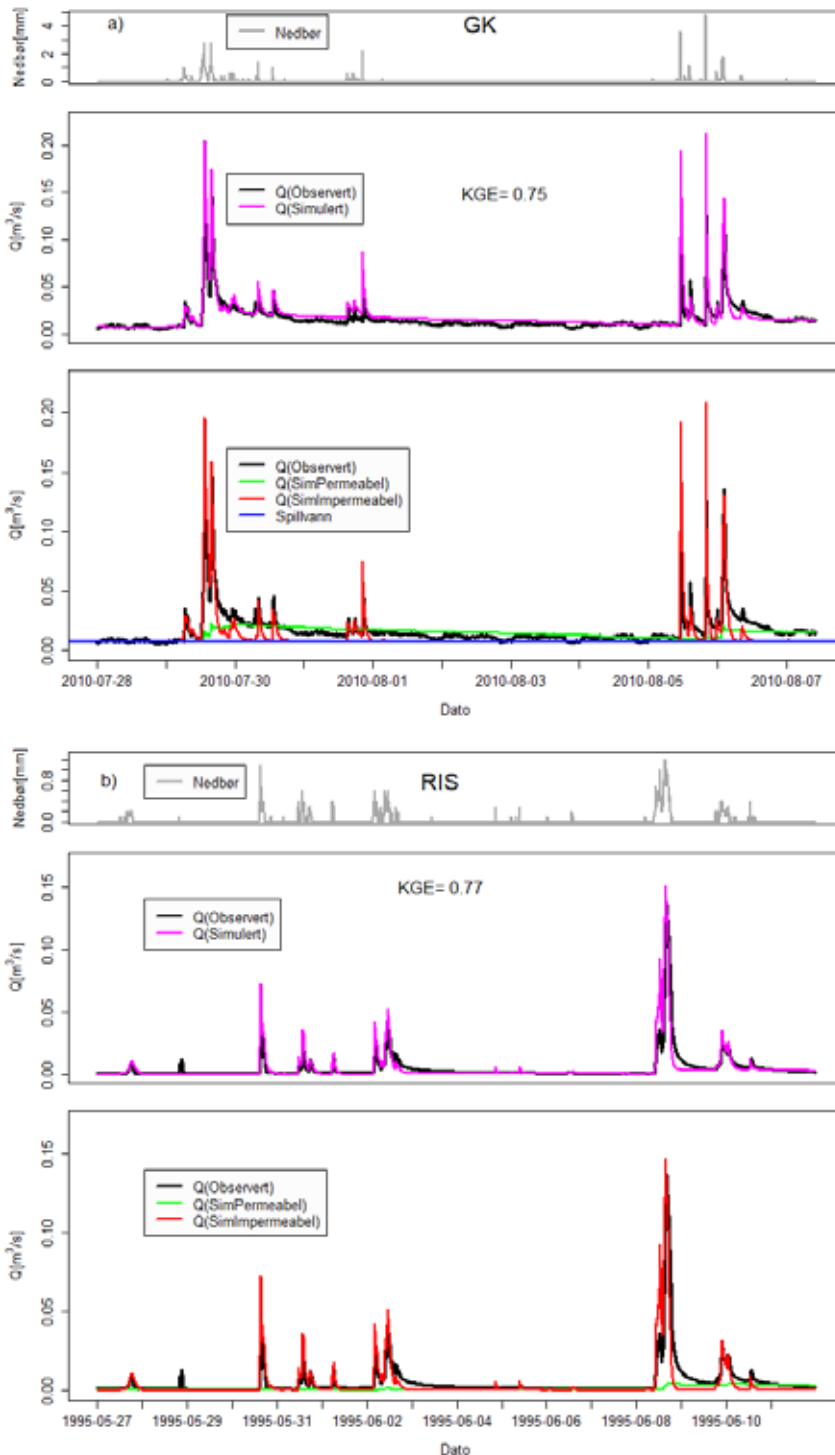 a)
GK
Nedbør
Nedbør[mm]
0 2 4
Q(Observert)
Q(Simulert)
KGE= 0.75
Q[m³/s]
0.00 0.05 0.10 0.15 0.20
Q(Observert)
Q(SimPermeabel)
Q(SimImpermeabel)
Spillvann
Q[m³/s]
0.00 0.05 0.10 0.15 0.20
2010-07-28 2010-07-30 2010-08-01 2010-08-03 2010-08-05 2010-08-07
Dato
b)
RIS
Nedbør
Nedbør[mm]
0.0 0.8
KGE= 0.77
Q(Observert)
Q(Simulert)
Q[m³/s]
0.00 0.05 0.10 0.15
Q(Observert)
Q(SimPermeabel)
Q(SimImpermeabel)
Q[m³/s]
0.00 0.05 0.10 0.15
1995-05-27 1995-05-29 1995-05-31 1995-06-02 1995-06-04 1995-06-06 1995-06-08 1995-06-10
Dato